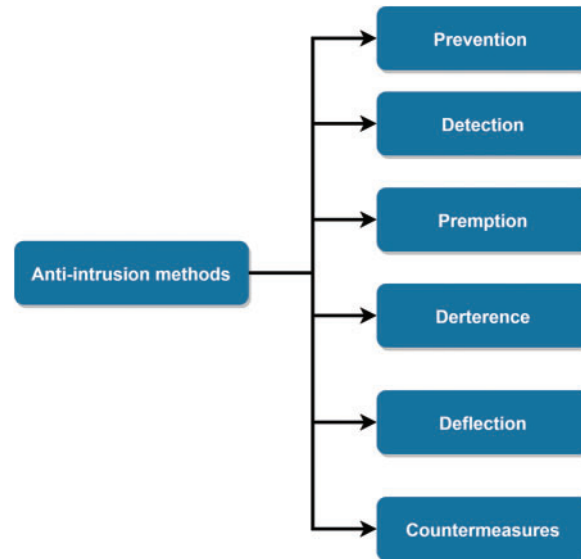 Prevention
Detection
Premption
Anti-intrusion methods
Derterence
Deflection
Countermeasures